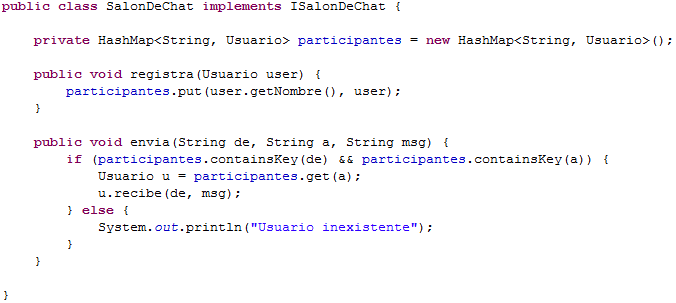 public class SalonDeChat implements ISalonDeChat {
private HashMap<String, Usuario> participantes = new HashMap<String, Usuario>();
public void registra(Usuario user) {
participantes.put(user.getNombre(), user);
}
public void envia(String de, String a, String msg) {
if (participantes.containsKey(de) && participantes.containsKey(a)) {
Usuario u = participantes.get(a);
u.recibe(de, msg);
} else {
System.out.println("Usuario inexistente");
}
}
}